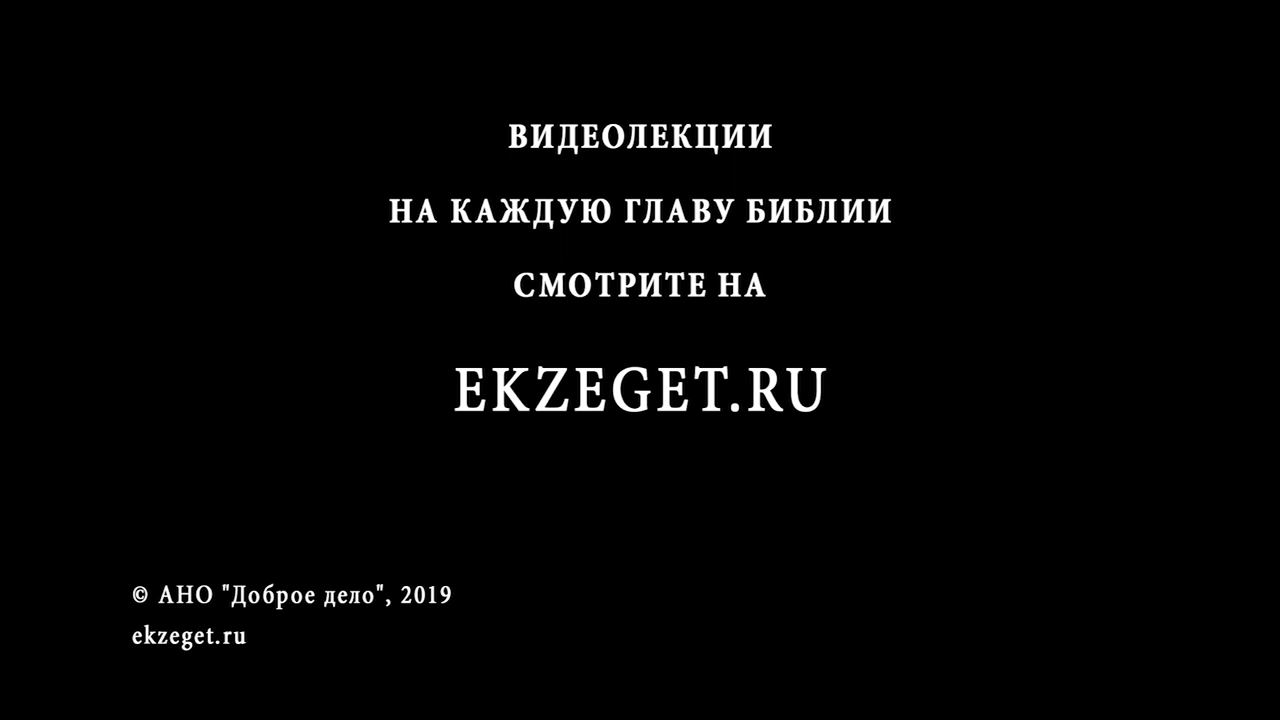 ВИДЕОЛЕКЦИИ
НА КАЖДУЮ ГЛАВУ БИБЛИИ
СМОТРИТЕ НА
EKZEGET.RU
© АНО "Доброе дело", 2019
ekzeget.ru